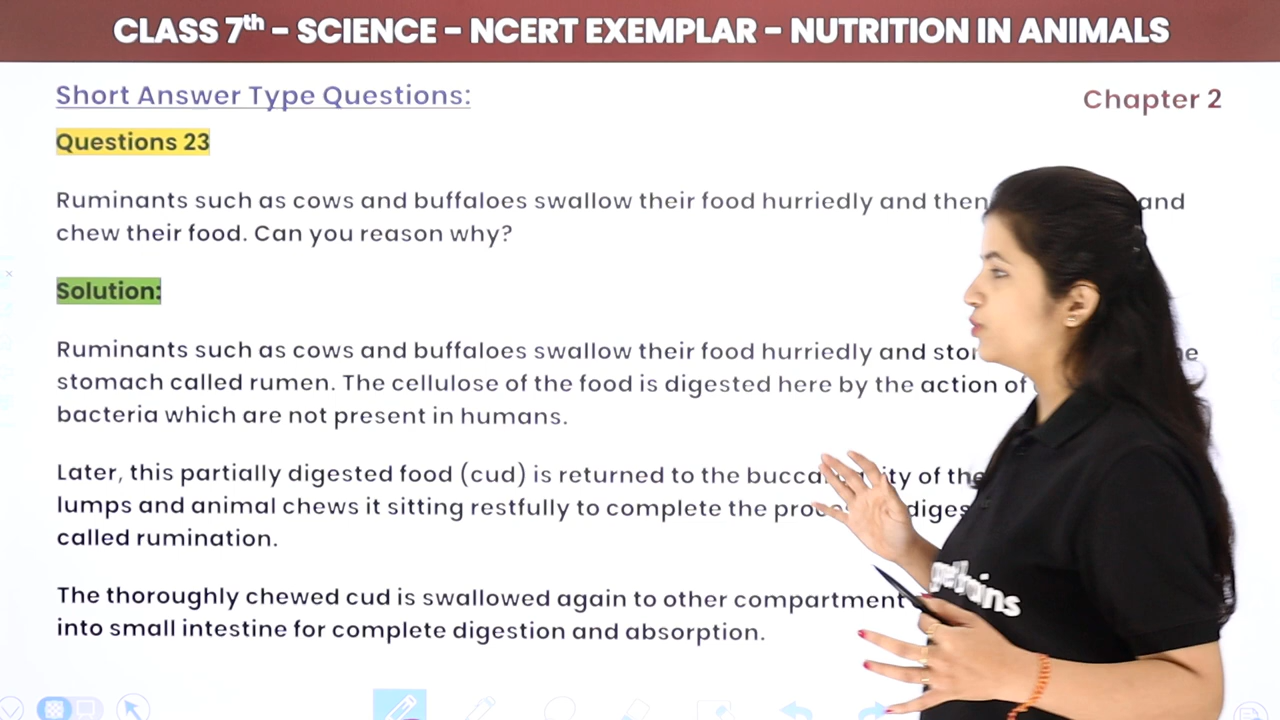 CLASS 7th – SCIENCE – NCERT EXEMPLAR – NUTRITION IN ANIMALS
Short Answer Type Questions:
Chapter 2
Questions 23
Ruminants such as cows and buffaloes swallow their food hurriedly and then and
chew their food. Can you reason why?
Solution:
Ruminants such as cows and buffaloes swallow their food hurriedly and
stomach called rumen. The cellulose of the food is digested here by the action of
bacteria which are not present in humans.
Later, this partially digested food (cud) is returned to the of the
lumps and animal chews it sitting restfully to complete the
called rumination.
The thoroughly chewed cud is swallowed again to other compartment
into small intestine for complete digestion and absorption.